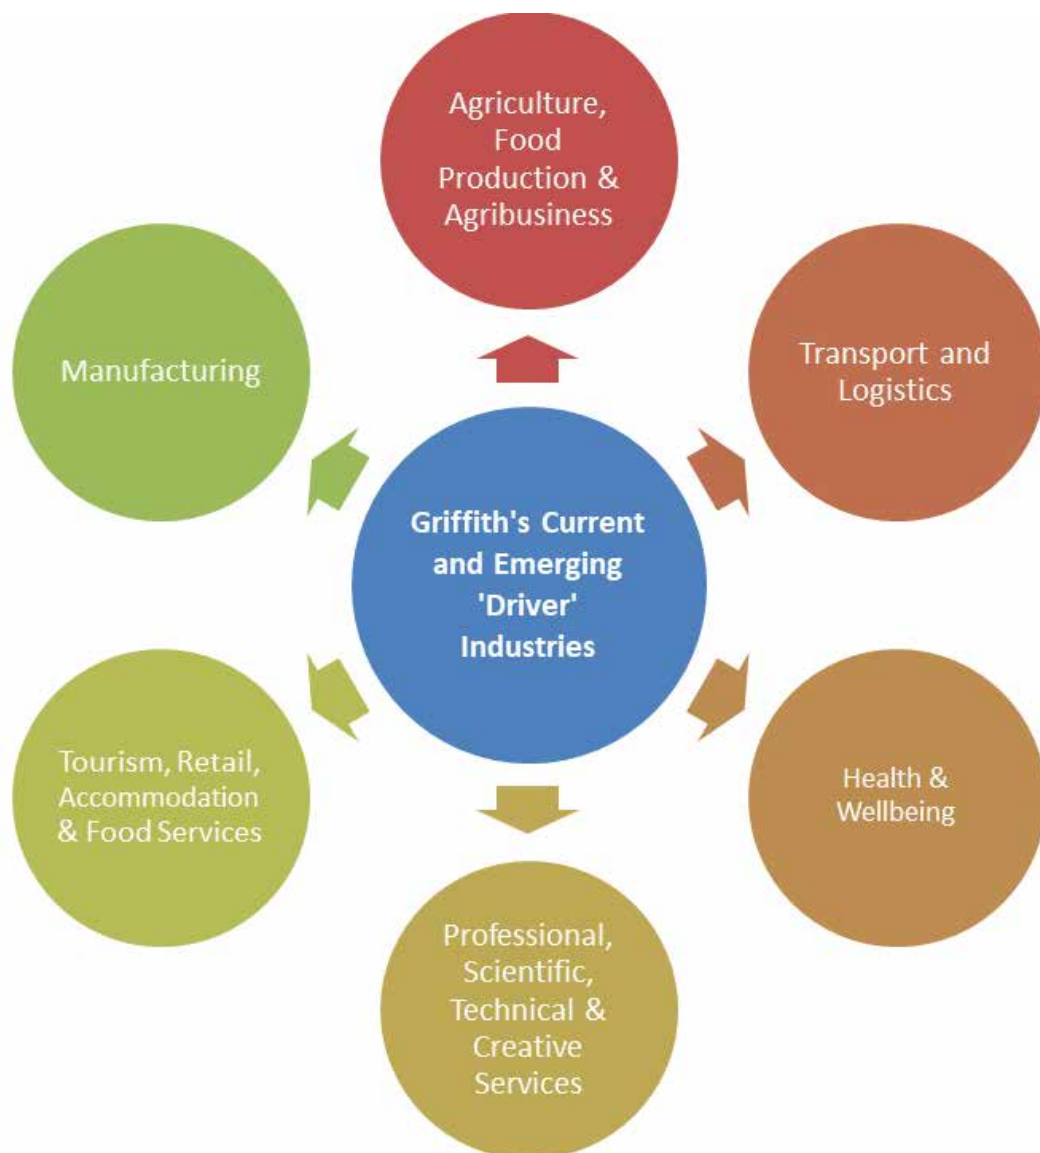 Agriculture,
Food
Production &
Agribusiness
Manufacturing
Transport and
Logistics
Griffith's Current
and Emerging
'Driver'
Industries
Tourism, Retail,
Accommodation
& Food Services
Health &
Wellbeing
Professional,
Scientific,
Technical &
Creative
Services